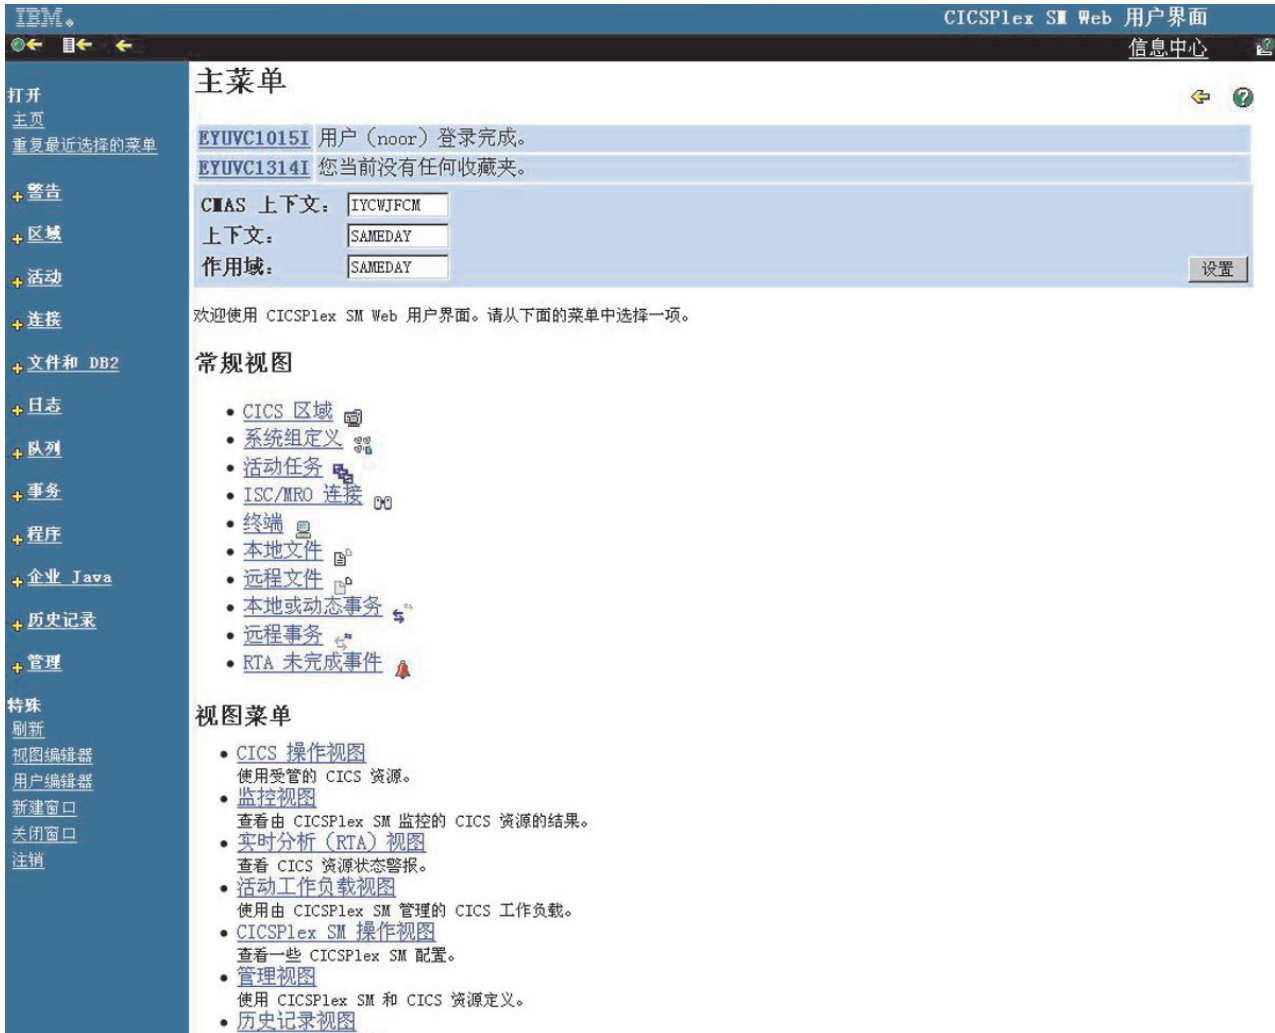 IBM.
CICSPlex SM Web 用户界面
信息中心
打开
主页
重复最近选择的菜单
警告
区域
活动
连接
文件和 DB2
日志
队列
事务
程序
企业 Java
历史记录
管理
特殊
刷新
视图编辑器
用户编辑器
新建窗口
关闭窗口
注销
主菜单
EYUVC1015I 用户（noor）登录完成。
EYUVC1314I 您当前没有任何收藏夹。
CMAS 上下文： IYCWJFCM
上下文： SAMEDAY
作用域： SAMEDAY
设置
欢迎使用 CICSPlex SM Web 用户界面。请从下面的菜单中选择一项。
常规视图
• CICS 区域
• 系统组定义
• 活动任务
• ISC/MRO 连接
• 终端
• 本地文件
• 远程文件
• 本地或动态事务
• 远程事务
• RTA 未完成事件
视图菜单
• CICS 操作视图
使用受管的 CICS 资源。
• 监控视图
查看由 CICSPlex SM 监控的 CICS 资源的结果。
• 实时分析（RTA）视图
查看 CICS 资源状态警报。
• 活动工作负载视图
使用由 CICSPlex SM 管理的 CICS 工作负载。
• CICSPlex SM 操作视图
查看一些 CICSPlex SM 配置。
• 管理视图
使用 CICSPlex SM 和 CICS 资源定义。
• 历史记录视图